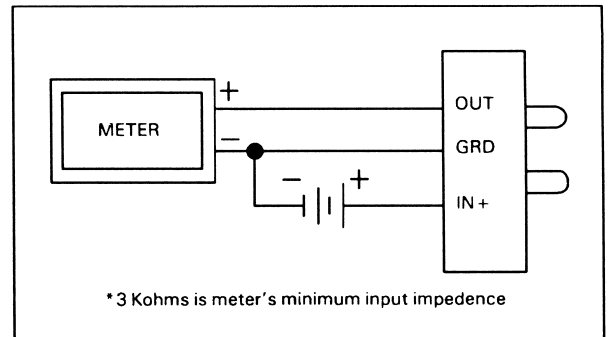 +
OUT
METER
−
GRD
− +
IN +
*3 Kohms is meter's minimum input impedence